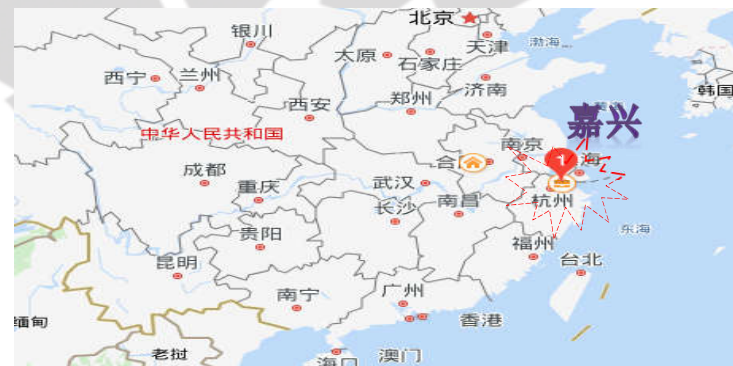 北京
银川
天津
渤海
太原
石家庄
西宁
兰州
济南
韩国
西安
郑州
嘉兴
中华人民共和国
南京
合
1
海
成都
重庆
武汉
杭州
长沙
南昌
贵阳
东海
福州
昆明
台北
南宁
广州
缅甸
香港
老挝
澳门
海口